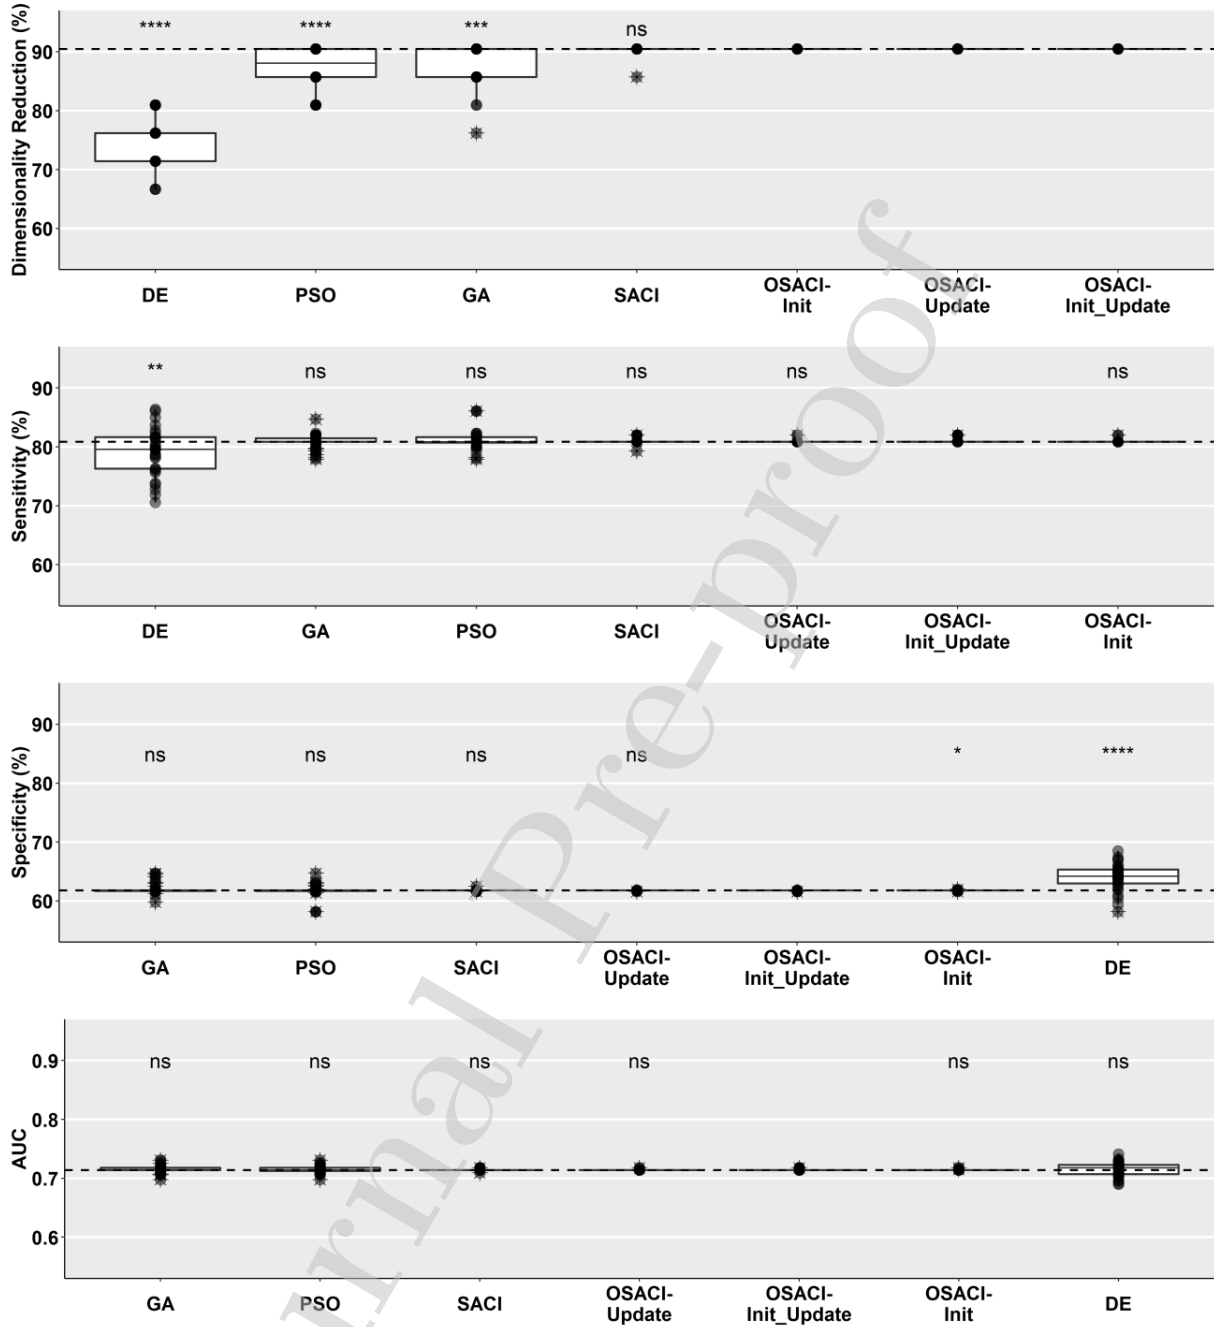 Dimensionality Reduction (%)
90
80
70
60
**** **** *** ns
DE PSO GA SACI OSACI-Init OSACI-Update OSACI-Init_Update
Sensitivity (%)
90
80
70
60
** ns ns ns ns ns
DE GA PSO SACI OSACI-Update OSACI-Init_Update OSACI-Init
Specificity (%)
90
80
70
60
ns ns ns ns * ****
GA PSO SACI OSACI-Update OSACI-Init_Update OSACI-Init DE
AUC
0.9
0.8
0.7
0.6
ns ns ns ns ns ns
GA PSO SACI OSACI-Update OSACI-Init_Update OSACI-Init DE
urnal Pre-proof